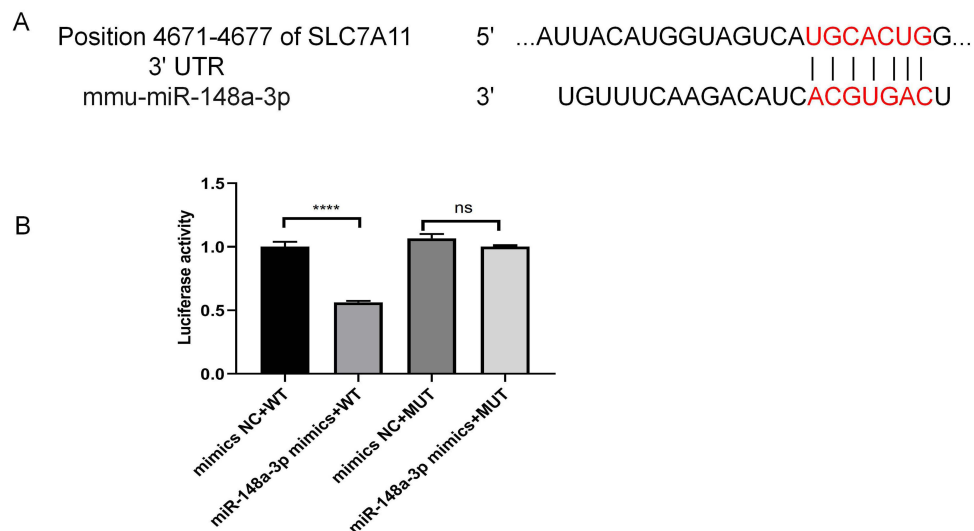 A
Position 4671-4677 of SLC7A11 5' ...AUUACAUGGUAGUCAUGCACUGG...
3' UTR
mmu-miR-148a-3p 3' UGUUUCAAGACAUCACGUGACU
B
Luciferase activity
1.5
1.0
0.5
0.0
****
ns
mimics NC+WT
miR-148a-3p mimics+WT
mimics NC+MUT
miR-148a-3p mimics+MUT